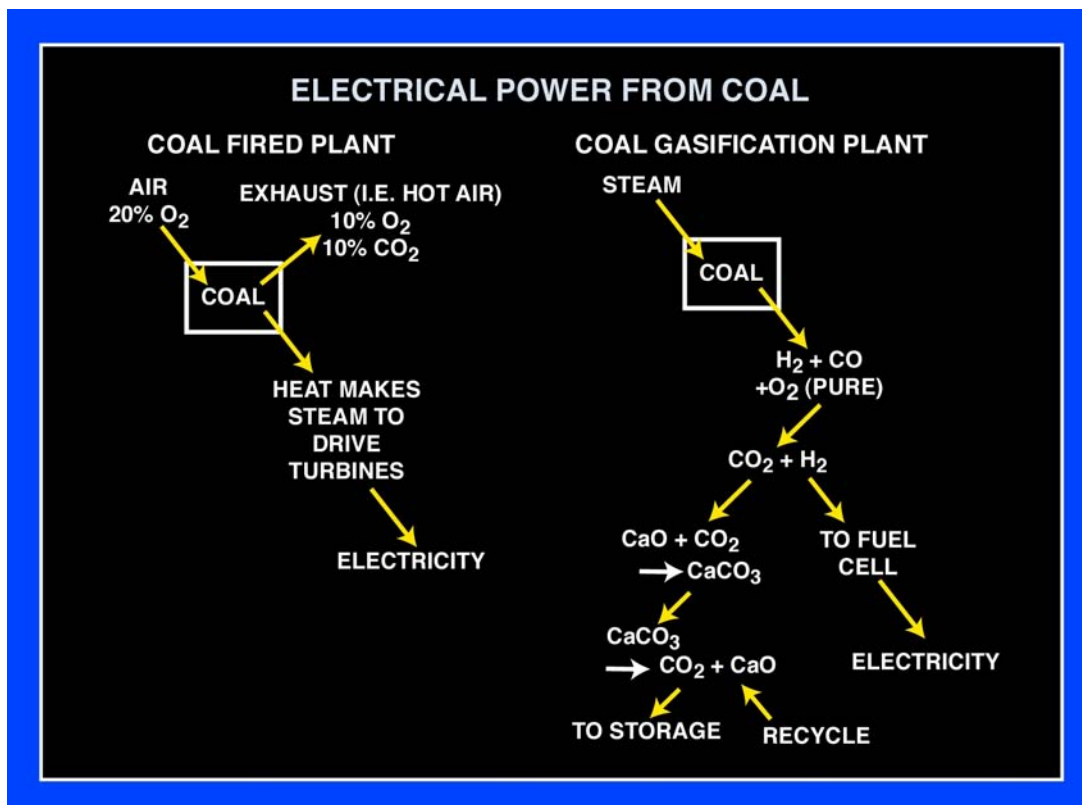 ELECTRICAL POWER FROM COAL
COAL FIRED PLANT
AIR
20% O₂
EXHAUST (I.E. HOT AIR)
10% O₂
10% CO₂
COAL
HEAT MAKES
STEAM TO
DRIVE
TURBINES
ELECTRICITY
COAL GASIFICATION PLANT
STEAM
COAL
H₂ + CO
+O₂ (PURE)
CO₂ + H₂
CaO + CO₂
→ CaCO₃
CaCO₃
→ CO₂ + CaO
TO STORAGE
RECYCLE
TO FUEL
CELL
ELECTRICITY